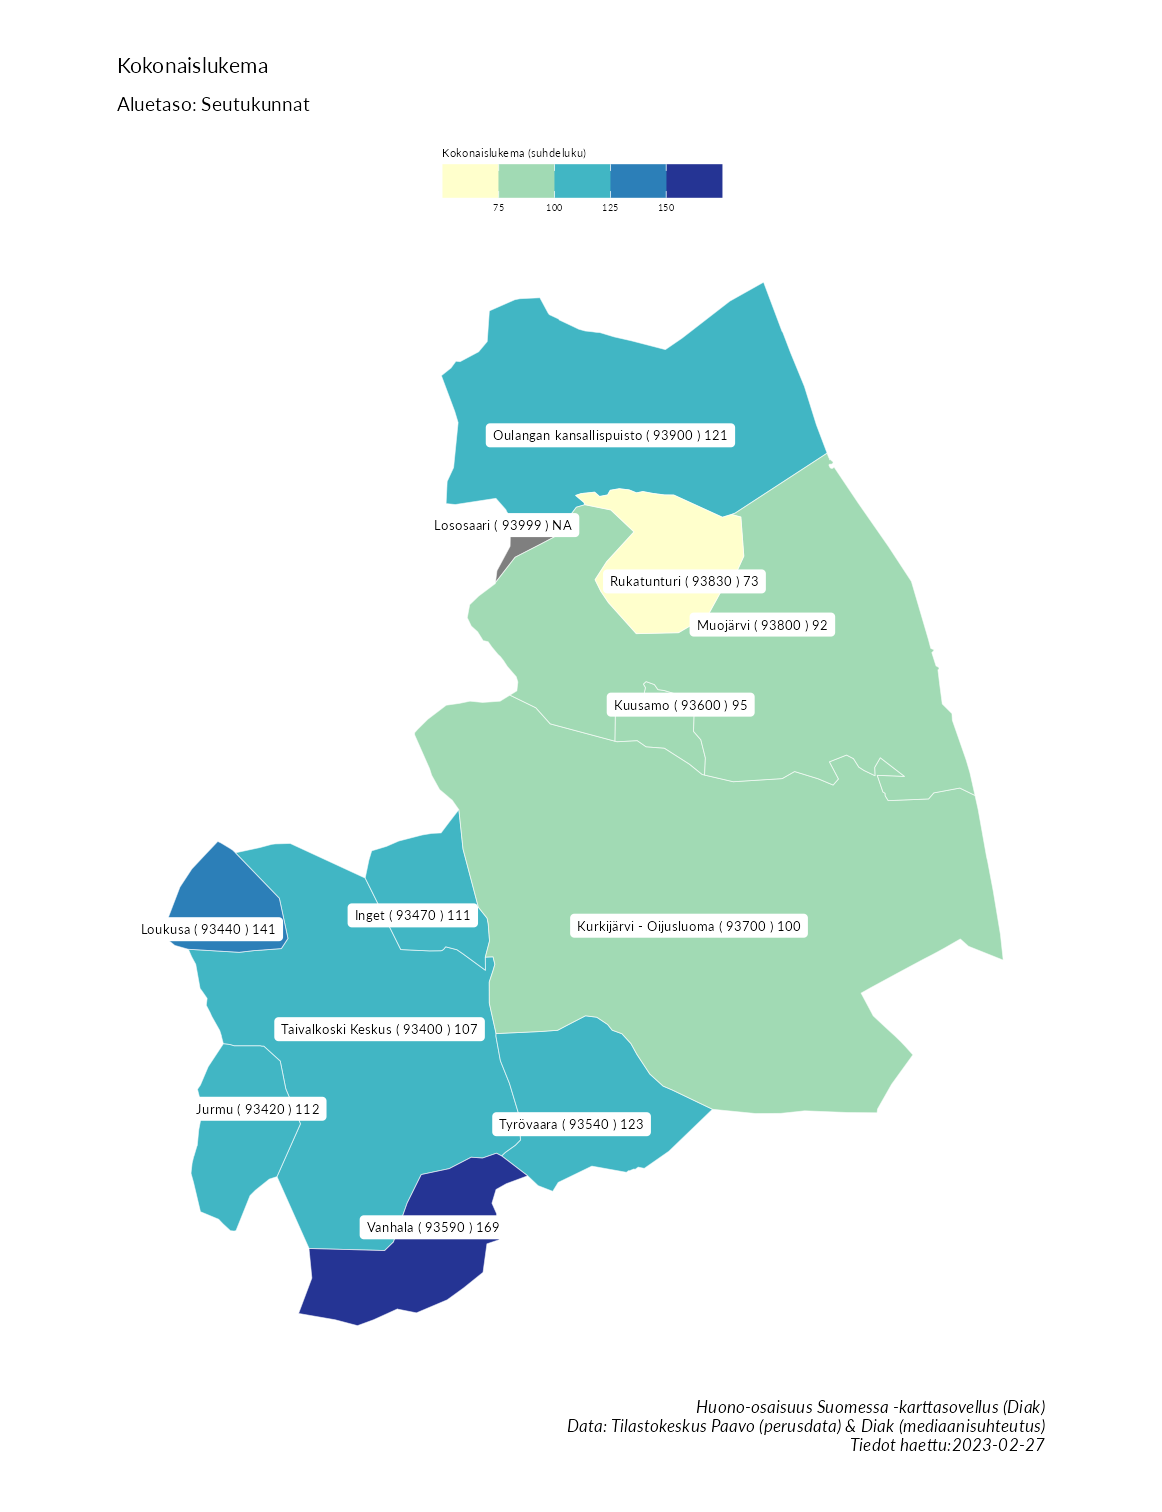 Kokonaislukema
Aluetaso: Seutukunnat
Kokonaislukema (suhdeluku)
75 100 125 150
Oulangan kansallispuisto ( 93900 ) 121
Lososaari ( 93999 ) NA
Rukatunturi ( 93830 ) 73
Muojärvi ( 93800 ) 92
Kuusamo ( 93600 ) 95
Inget ( 93470 ) 111
Kurkijärvi - Oijusluoma ( 93700 ) 100
Loukusa ( 93440 ) 141
Taivalkoski Keskus ( 93400 ) 107
Jurmu ( 93420 ) 112
Tyrövaara ( 93540 ) 123
Vanhala ( 93590 ) 169
Huono-osaisuus Suomessa -karttasovellus (Diak)
Data: Tilastokeskus Paavo (perusdata) & Diak (mediaanisuhteutus)
Tiedot haettu:2023-02-27